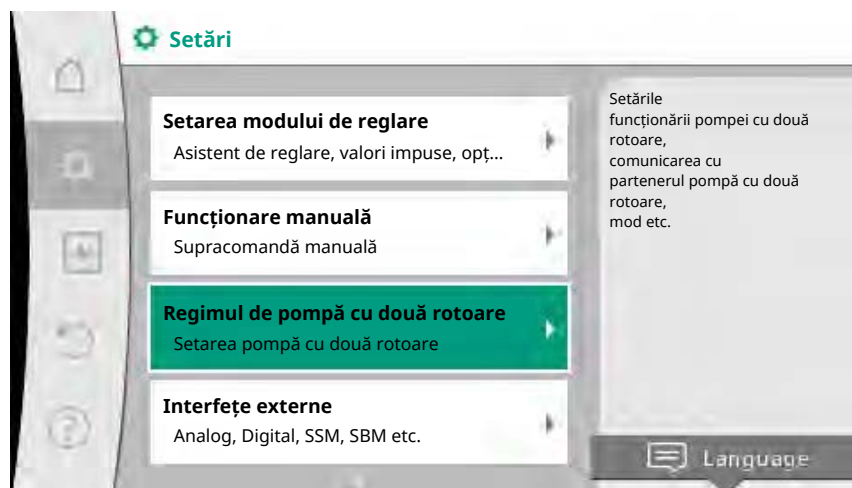 Setări
Setarea modului de reglare
Asistent de reglare, valori impuse, opț...
Funcționare manuală
Supracomandă manuală
Regimul de pompă cu două rotoare
Setarea pompă cu două rotoare
Interfețe externe
Analog, Digital, SSM, SBM etc.
Setările
funcționării pompei cu două
rotoare,
comunicarea cu
partenerul pompă cu două
rotoare,
mod etc.
Language